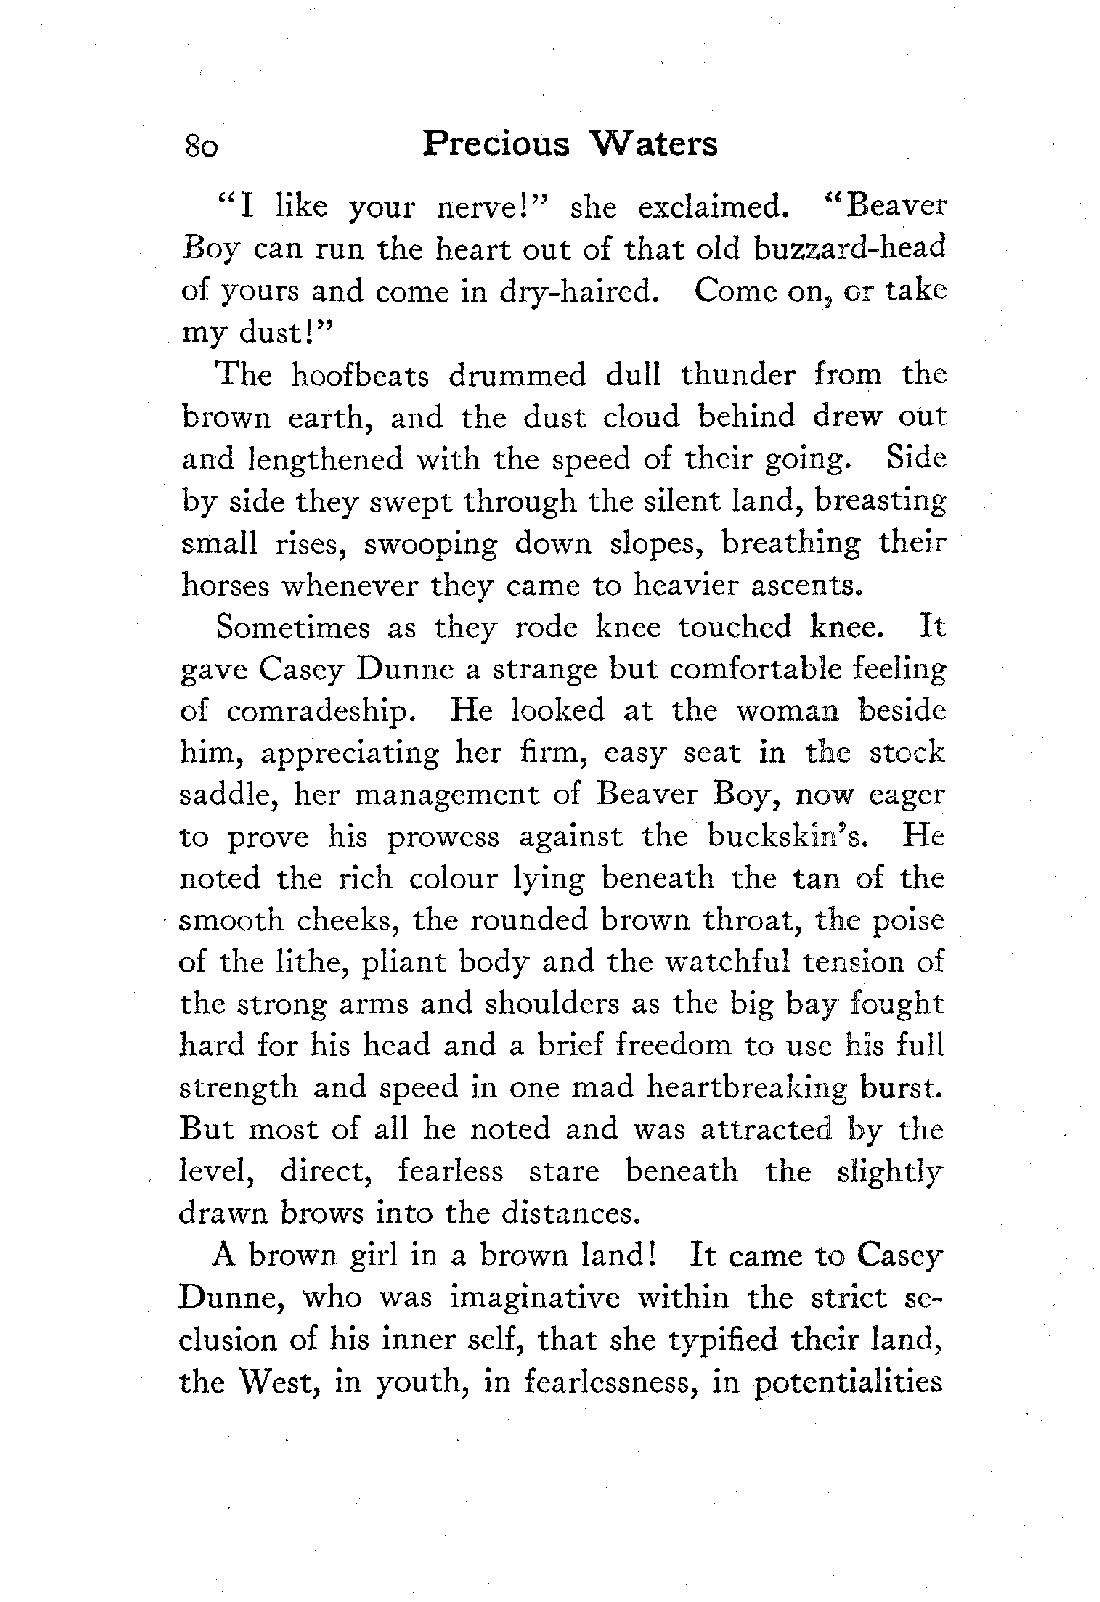 80 Precious Waters
“I like your nerve!” she exclaimed. “Beaver
Boy can run the heart out of that old buzzard-head
of yours and come in dry-haired. Come on, or take
my dust!”
The hoofbeats drummed dull thunder from the
brown earth, and the dust cloud behind drew out
and lengthened with the speed of their going. Side
by side they swept through the silent land, breasting
small rises, swooping down slopes, breathing their
horses whenever they came to heavier ascents.
Sometimes as they rode knee touched knee. It
gave Casey Dunne a strange but comfortable feeling
of comradeship. He looked at the woman beside
him, appreciating her firm, easy seat in the stock
saddle, her management of Beaver Boy, now eager
to prove his prowess against the buckskin’s. He
noted the rich colour lying beneath the tan of the
smooth cheeks, the rounded brown throat, the poise
of the lithe, pliant body and the watchful tension of
the strong arms and shoulders as the big bay fought
hard for his head and a brief freedom to use his full
strength and speed in one mad heartbreaking burst.
But most of all he noted and was attracted by the
level, direct, fearless stare beneath the slightly
drawn brows into the distances.
A brown girl in a brown land! It came to Casey
Dunne, who was imaginative within the strict se-
clusion of his inner self, that she typified their land,
the West, in youth, in fearlessness, in potentialities